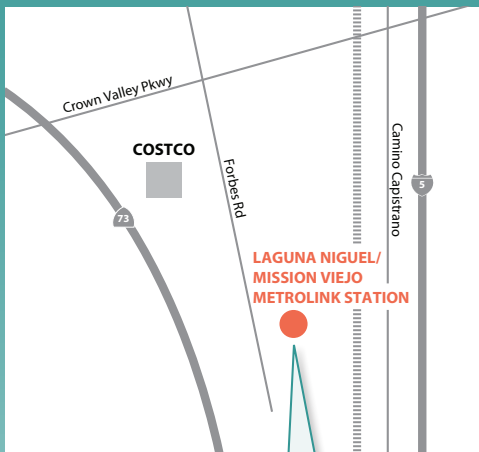 Crown Valley Pkwy
COSTCO
Forbes Rd
Camino Capistrano
5
73
LAGUNA NIGUEL/
MISSION VIEJO
METROLINK STATION